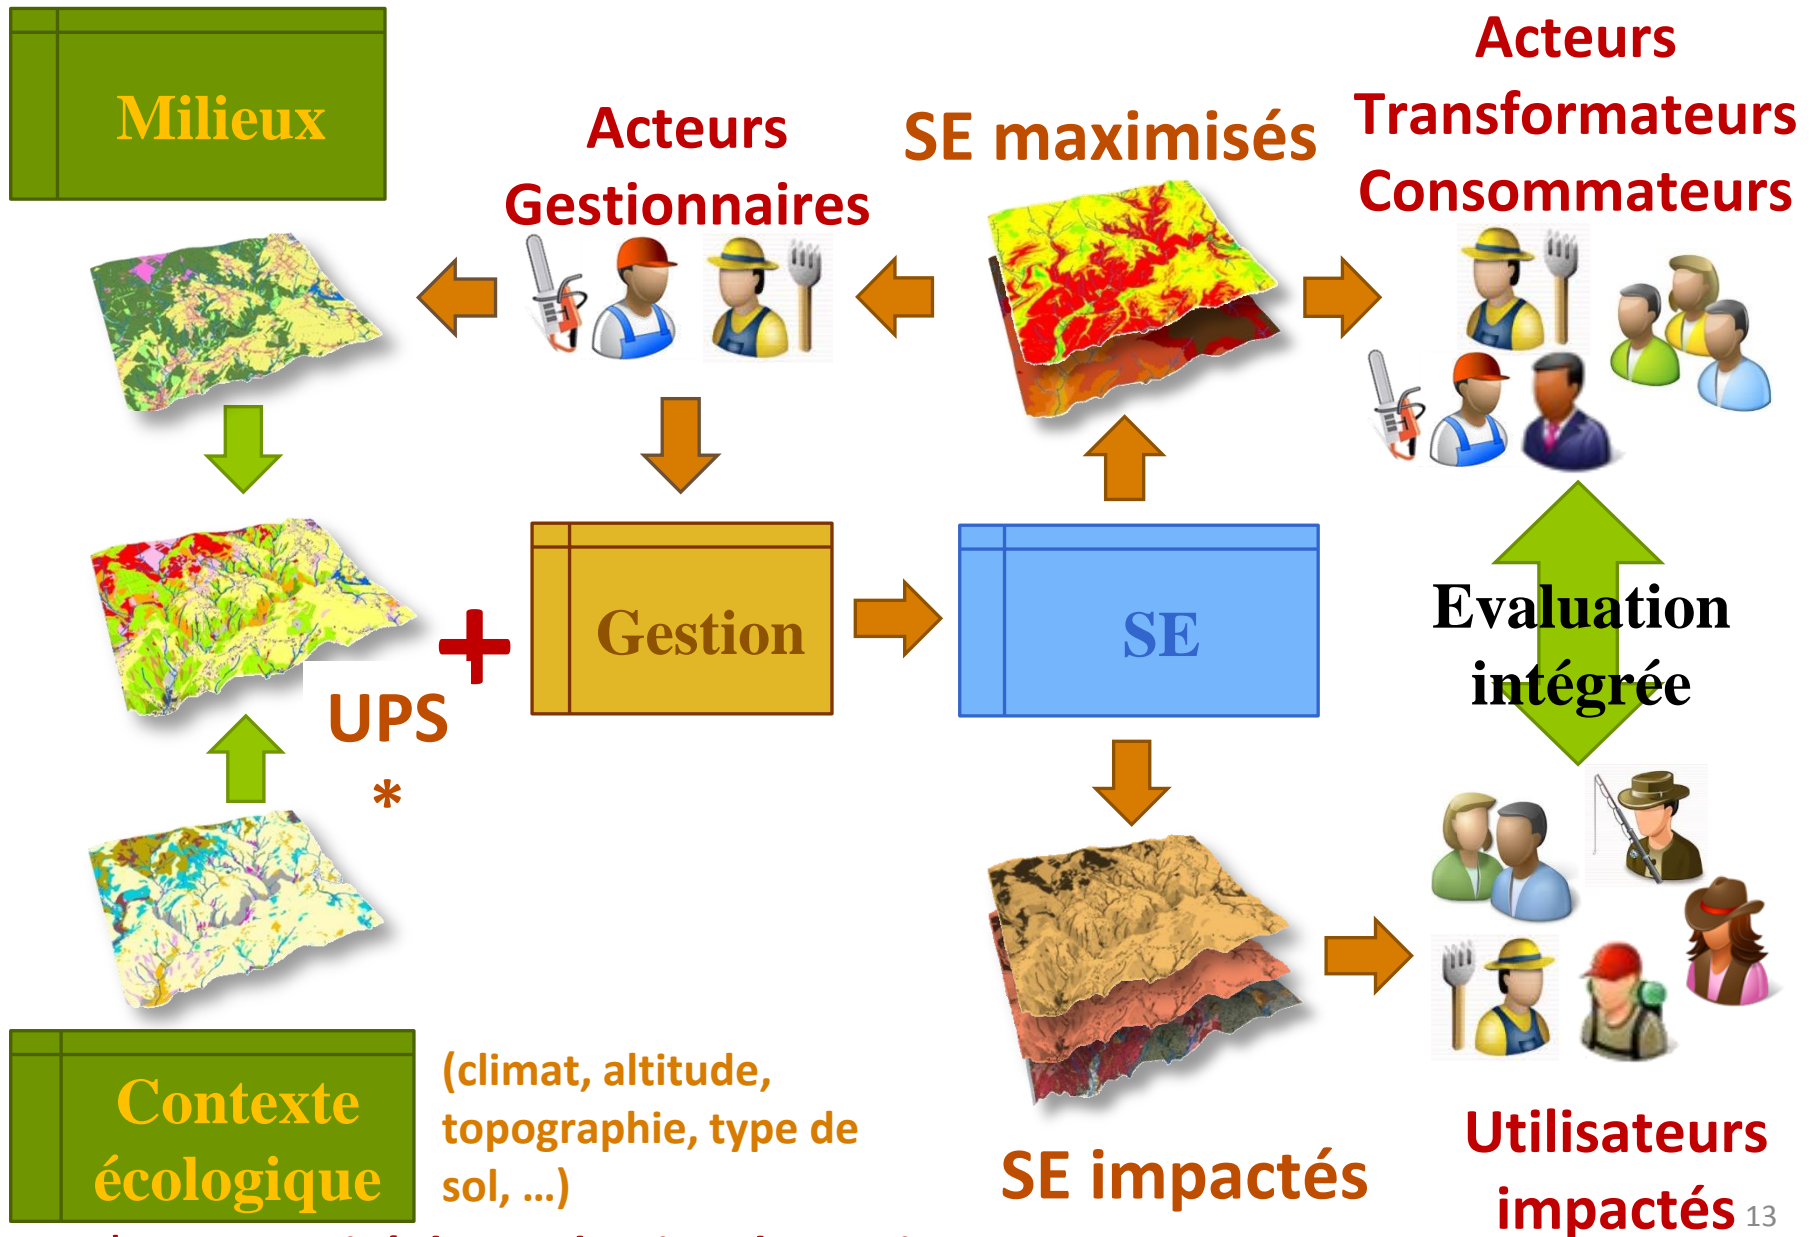 Milieux
Acteurs
Gestionnaires
SE maximisés
Acteurs
Transformateurs
Consommateurs
UPS
*
Gestion
SE
Evaluation
intégrée
Contexte
écologique
(climat, altitude,
topographie, type de
sol, ...)
SE impactés
Utilisateurs
impactés
13